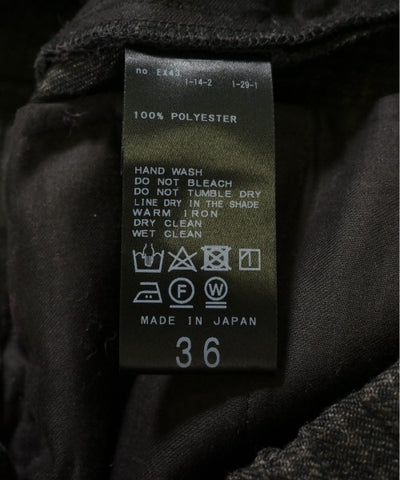 no. EX43
1-14-2 1-29-1
100% POLYESTER
HAND WASH
DO NOT BLEACH
DO NOT TUMBLE DRY
LINE DRY IN THE SHADE
WARM IRON
DRY CLEAN
WET CLEAN
F W
MADE IN JAPAN
36